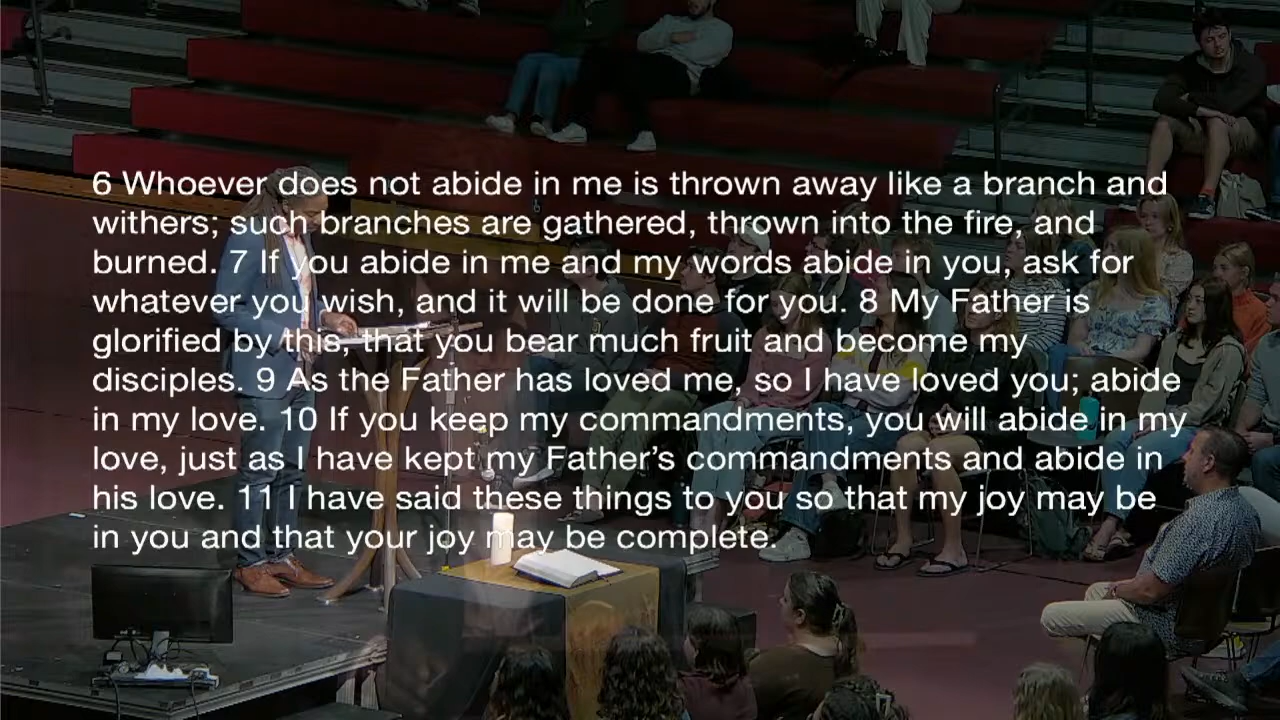 6 Whoever does not abide in me is thrown away like a branch and
withers; such branches are gathered, thrown into the fire, and
burned. 7 If you abide in me and my words abide in you, ask for
whatever you wish, and it will be done for you. 8 My Father is
glorified by this, that you bear much fruit and become my
disciples. 9 As the Father has loved me, so I have loved you; abide
in my love. 10 If you keep my commandments, you will abide in my
love, just as I have kept my Father’s commandments and abide in
his love. 11 I have said these things to you so that my joy may be
in you and that your joy may be complete.